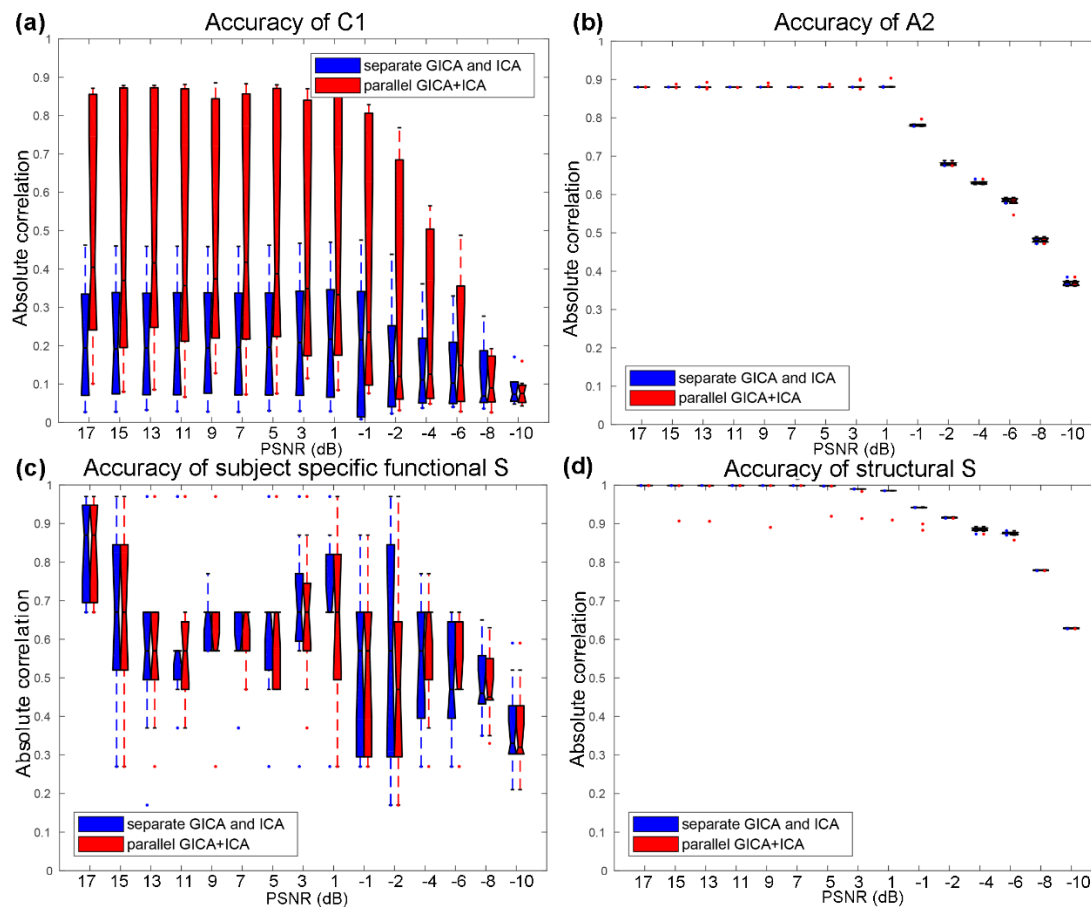 (a) Accuracy of C1
separate GICA and ICA
parallel GICA+ICA
Absolute correlation
1
0.9
0.8
0.7
0.6
0.5
0.4
0.3
0.2
0.1
0
17 15 13 11 9 7 5 3 1 -1 -2 -4 -6 -8 -10
PSNR (dB)
(b) Accuracy of A2
Absolute correlation
1
0.9
0.8
0.7
0.6
0.5
0.4
0.3
0.2
0.1
0
separate GICA and ICA
parallel GICA+ICA
17 15 13 11 9 7 5 3 1 -1 -2 -4 -6 -8 -10
PSNR (dB)
(c) Accuracy of subject specific functional S
Absolute correlation
1
0.9
0.8
0.7
0.6
0.5
0.4
0.3
0.2
0.1
0
separate GICA and ICA
parallel GICA+ICA
17 15 13 11 9 7 5 3 1 -1 -2 -4 -6 -8 -10
PSNR (dB)
(d) Accuracy of structural S
Absolute correlation
1
0.9
0.8
0.7
0.6
0.5
0.4
0.3
0.2
0.1
0
separate GICA and ICA
parallel GICA+ICA
17 15 13 11 9 7 5 3 1 -1 -2 -4 -6 -8 -10
PSNR (dB)